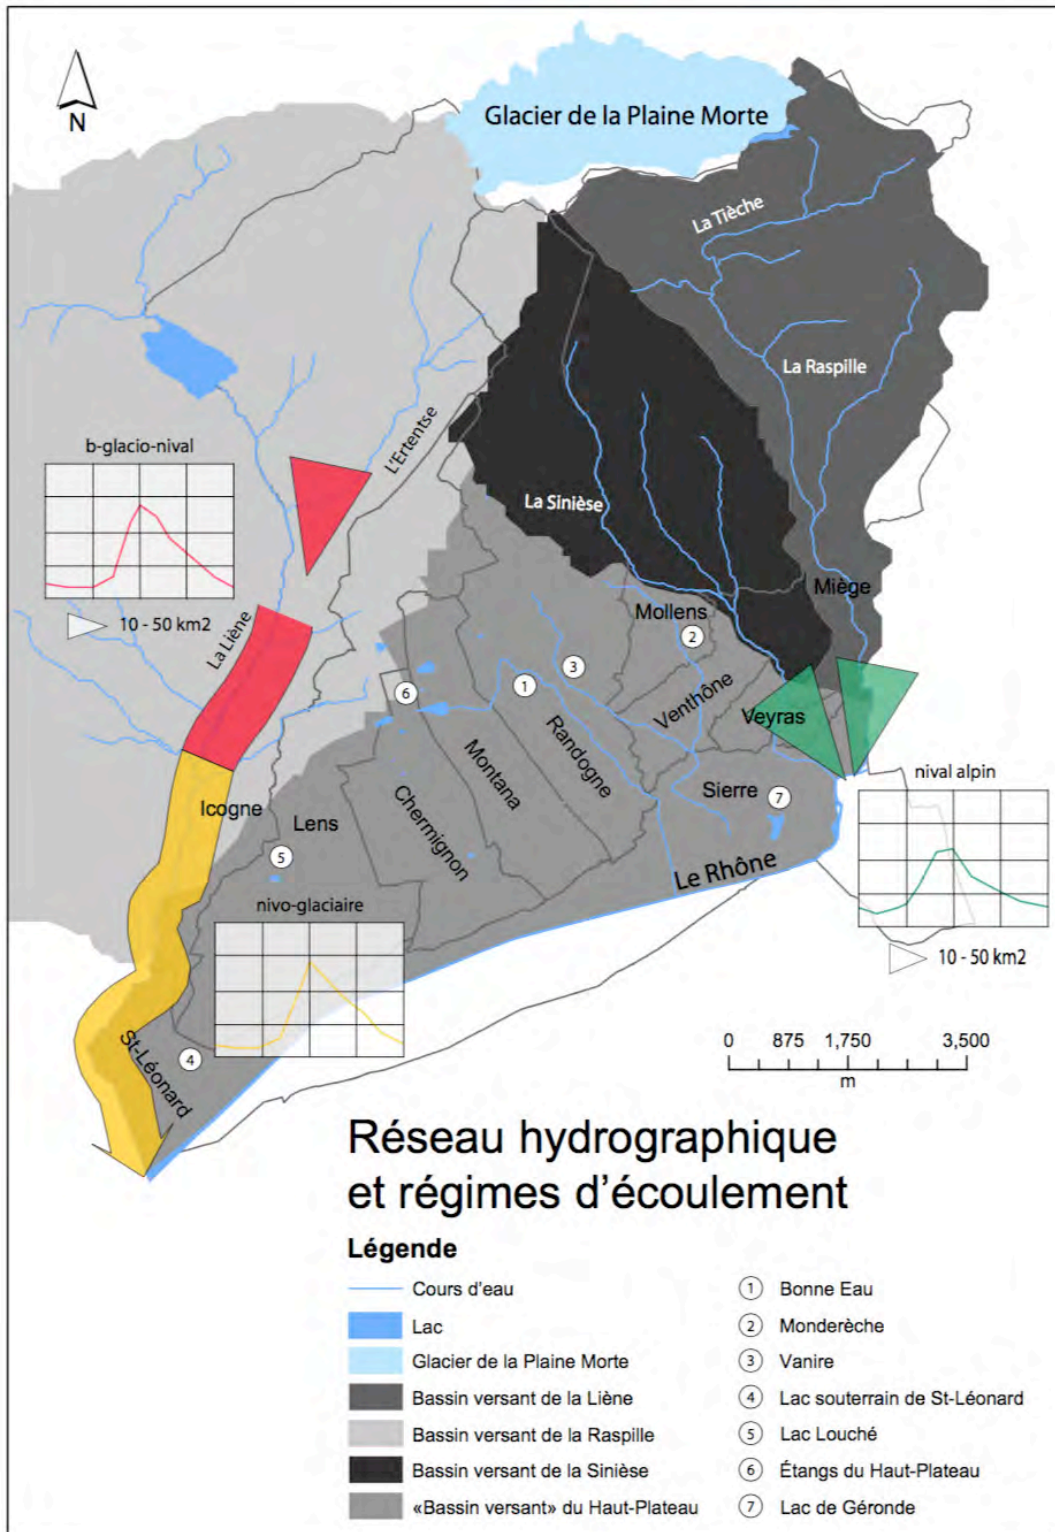 Glacier de la Plaine Morte
N
La Tièche
La Raspille
L'Ertentse
b-glacio-nival
La Sinièse
10 - 50 km2
La Liène
Miège
Mollens
2
3
1
6
Venthône
Veyras
Randogne
Montana
nival alpin
Sierre
7
Icogne
Lens
Chermignon
5
Le Rhône
nivo-glaciaire
10 - 50 km2
St-Léonard
4
0 875 1,750 3,500
m
Réseau hydrographique
et régimes d'écoulement
Légende
Cours d'eau
Lac
Glacier de la Plaine Morte
Bassin versant de la Liène
Bassin versant de la Raspille
Bassin versant de la Sinièse
«Bassin versant» du Haut-Plateau
1 Bonne Eau
2 Monderèche
3 Vanire
4 Lac souterrain de St-Léonard
5 Lac Louché
6 Étangs du Haut-Plateau
7 Lac de Géronde